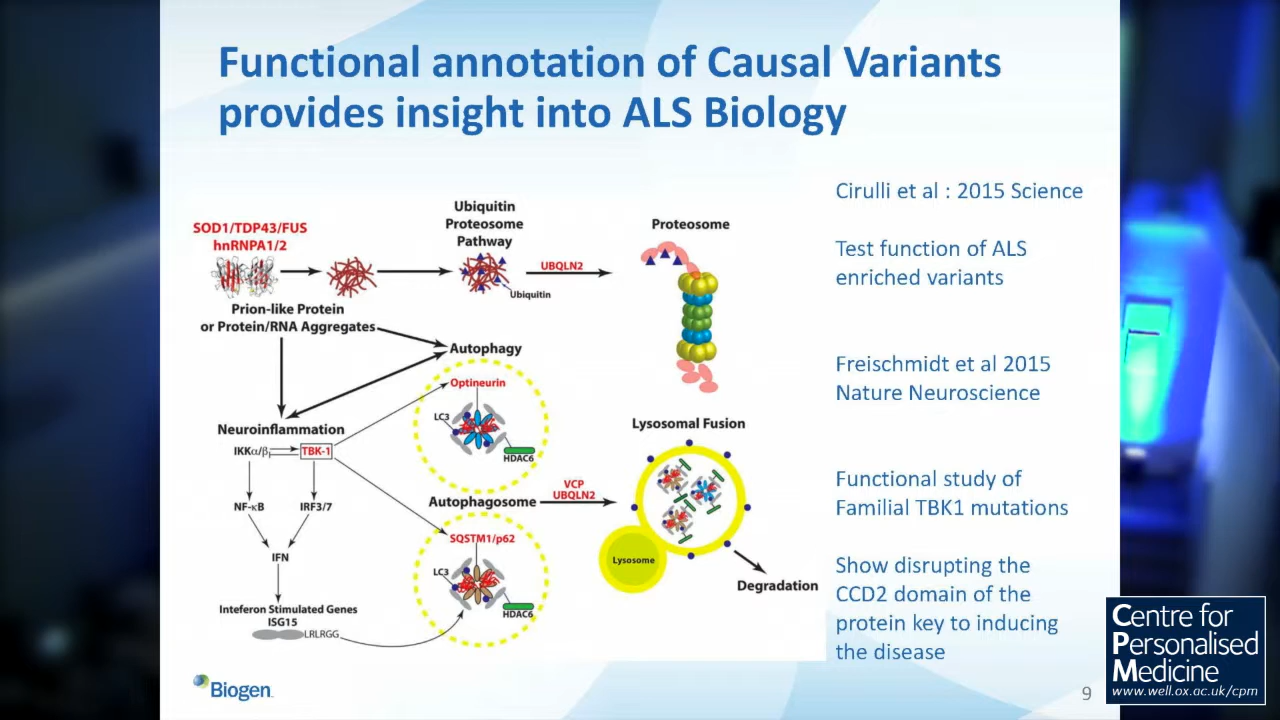 Functional annotation of Causal Variants
provides insight into ALS Biology
SOD1/TDP43/FUS
hnRNPA1/2
Prion-like Protein
or Protein/RNA Aggregates
Ubiquitin
Proteosome
Pathway
Ubiquitin
UBQLN2
Proteosome
Autophagy
Optineurin
LC3
HDAC6
Neuroinflammation
IKKα/β
TBK-1
NF-κB
IRF3/7
IFN
Inteferon Stimulated Genes
ISG15
LRLRGG
Autophagosome
VCP
UBQLN2
SQSTM1/p62
LC3
HDAC6
Lysosomal Fusion
Lysosome
Degradation
Cirulli et al : 2015 Science
Test function of ALS
enriched variants
Freischmidt et al 2015
Nature Neuroscience
Functional study of
Familial TBK1 mutations
Show disrupting the
CCD2 domain of the
protein key to inducing
the disease
Biogen
9
Centre for
Personalised
Medicine
www.well.ox.ac.uk/cpm